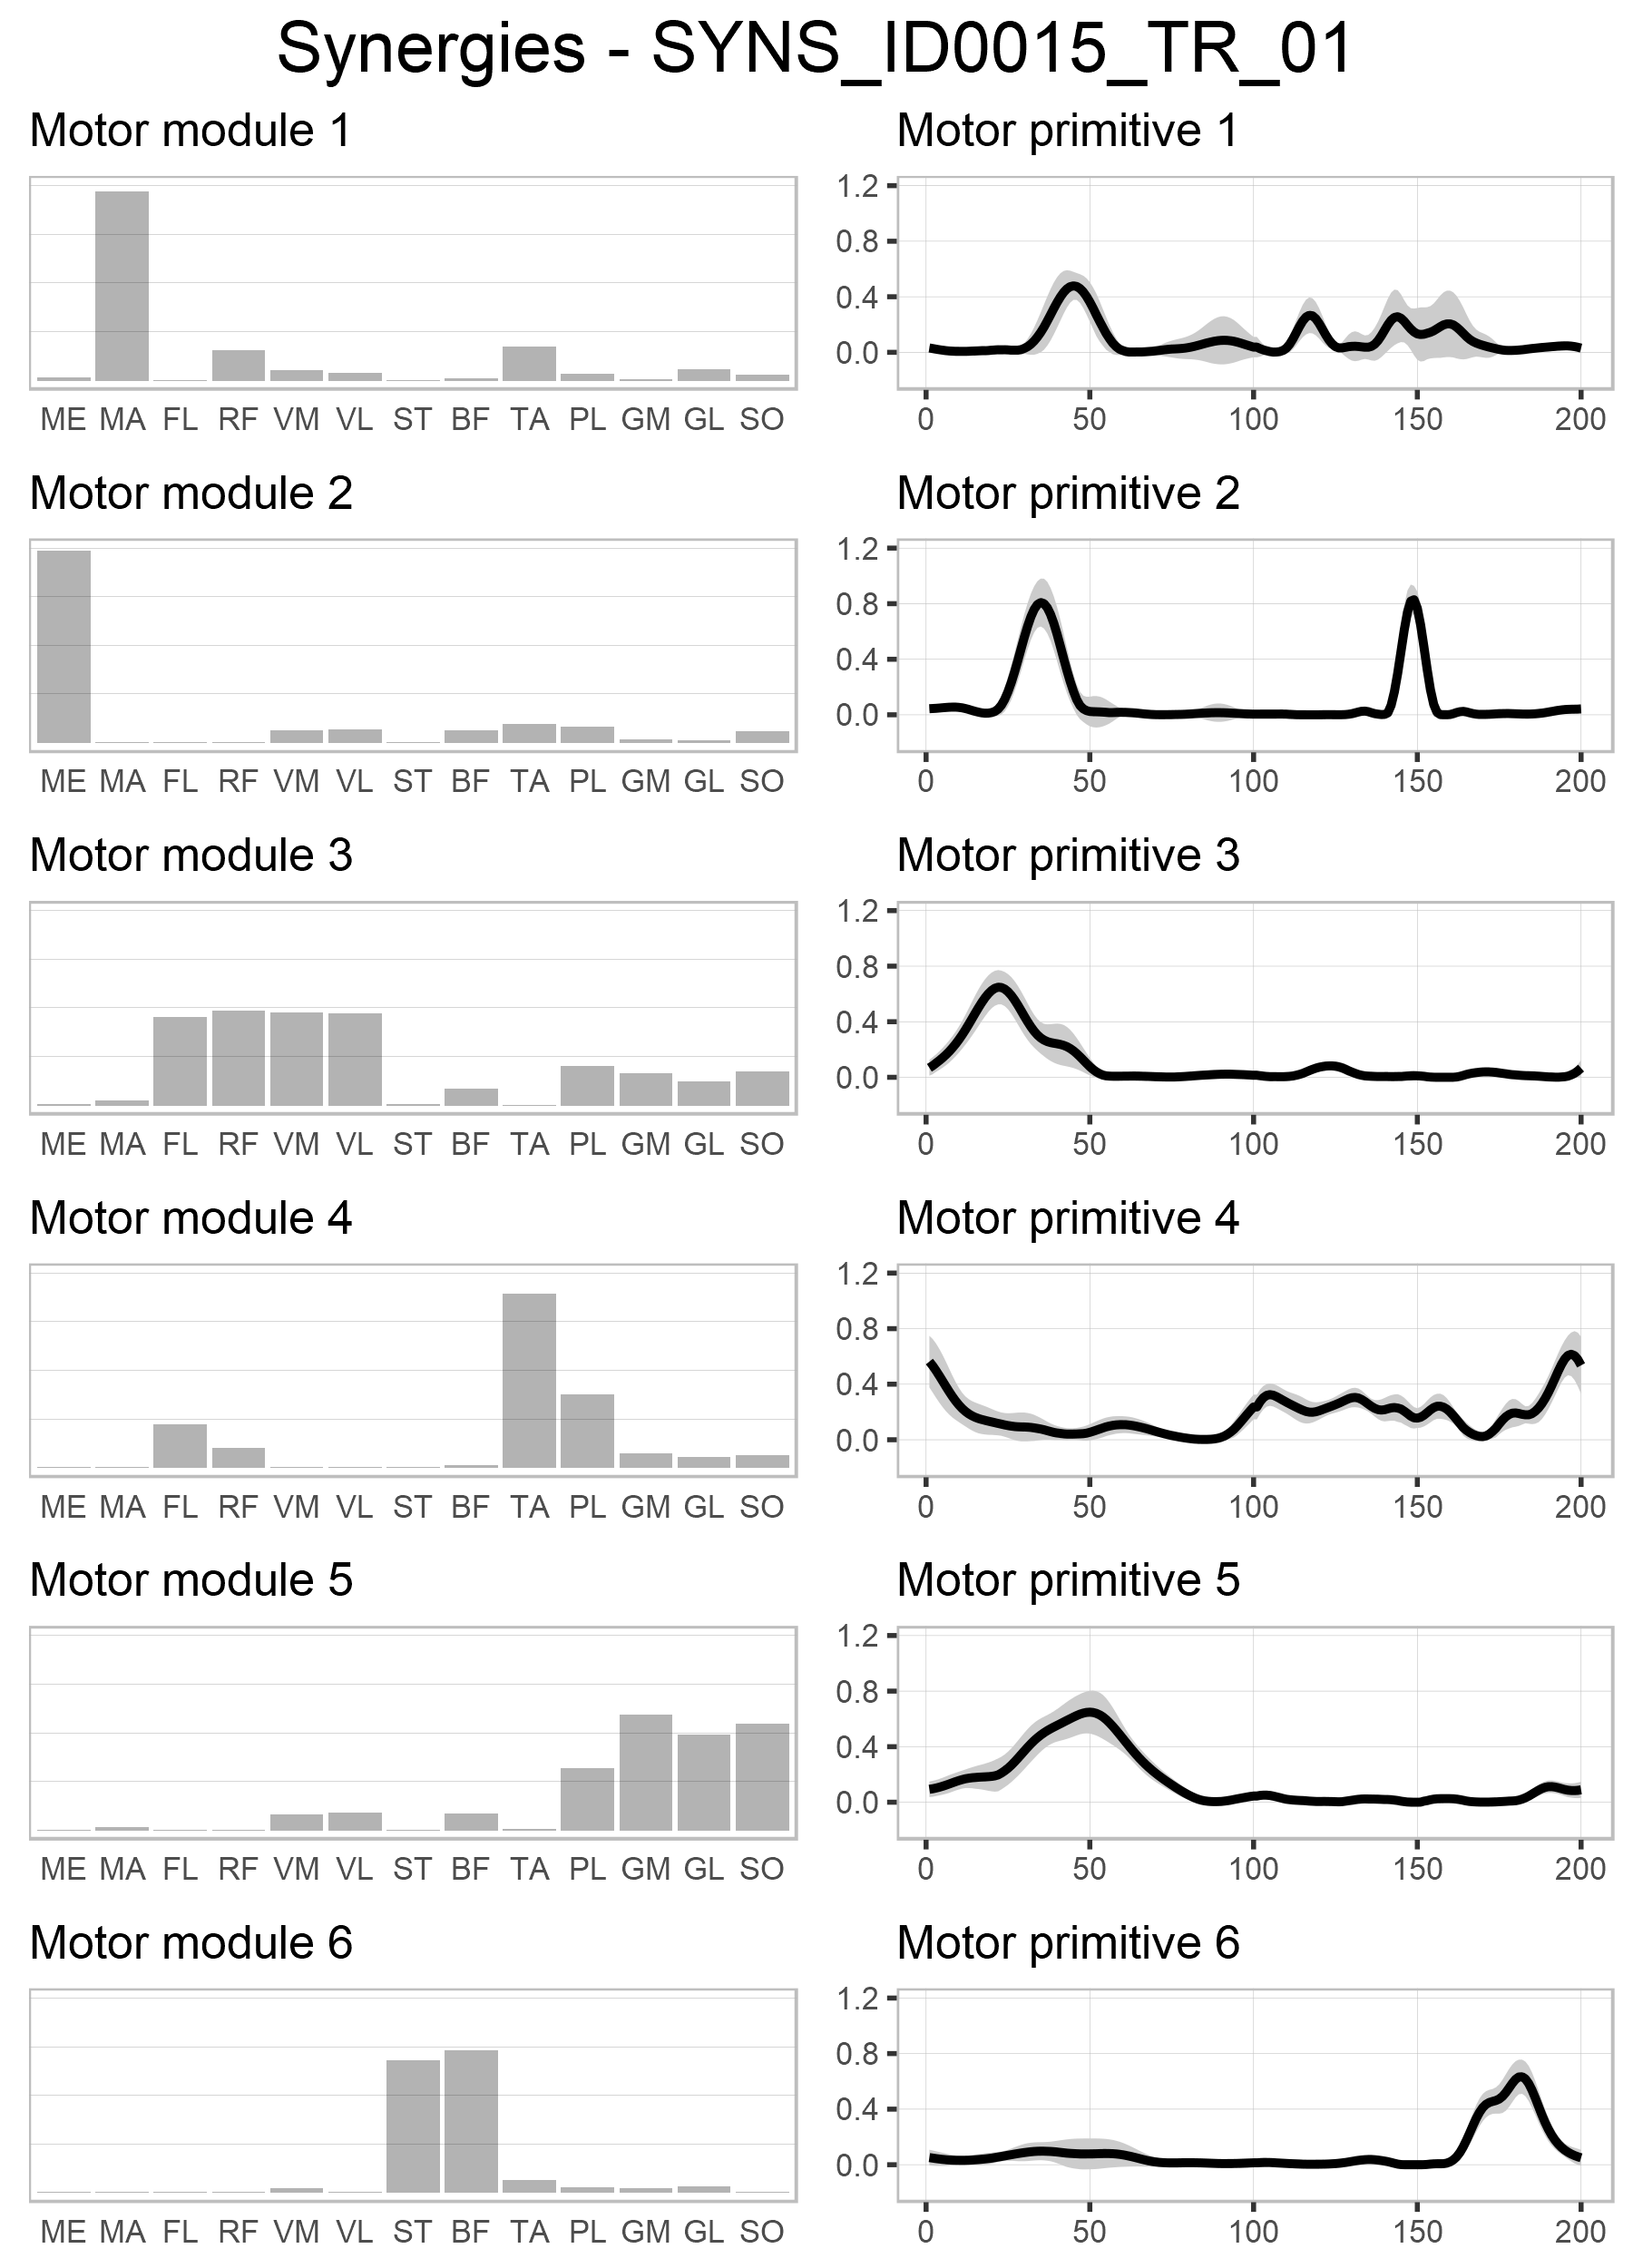 Synergies - SYNS_ID0015_TR_01
Motor module 1
Motor primitive 1
1.2
0.8
0.4
0.0
ME MA FL RF VM VL ST BF TA PL GM GL SO
0 50 100 150 200
Motor module 2
Motor primitive 2
1.2
0.8
0.4
0.0
ME MA FL RF VM VL ST BF TA PL GM GL SO
0 50 100 150 200
Motor module 3
Motor primitive 3
1.2
0.8
0.4
0.0
ME MA FL RF VM VL ST BF TA PL GM GL SO
0 50 100 150 200
Motor module 4
Motor primitive 4
1.2
0.8
0.4
0.0
ME MA FL RF VM VL ST BF TA PL GM GL SO
0 50 100 150 200
Motor module 5
Motor primitive 5
1.2
0.8
0.4
0.0
ME MA FL RF VM VL ST BF TA PL GM GL SO
0 50 100 150 200
Motor module 6
Motor primitive 6
1.2
0.8
0.4
0.0
ME MA FL RF VM VL ST BF TA PL GM GL SO
0 50 100 150 200